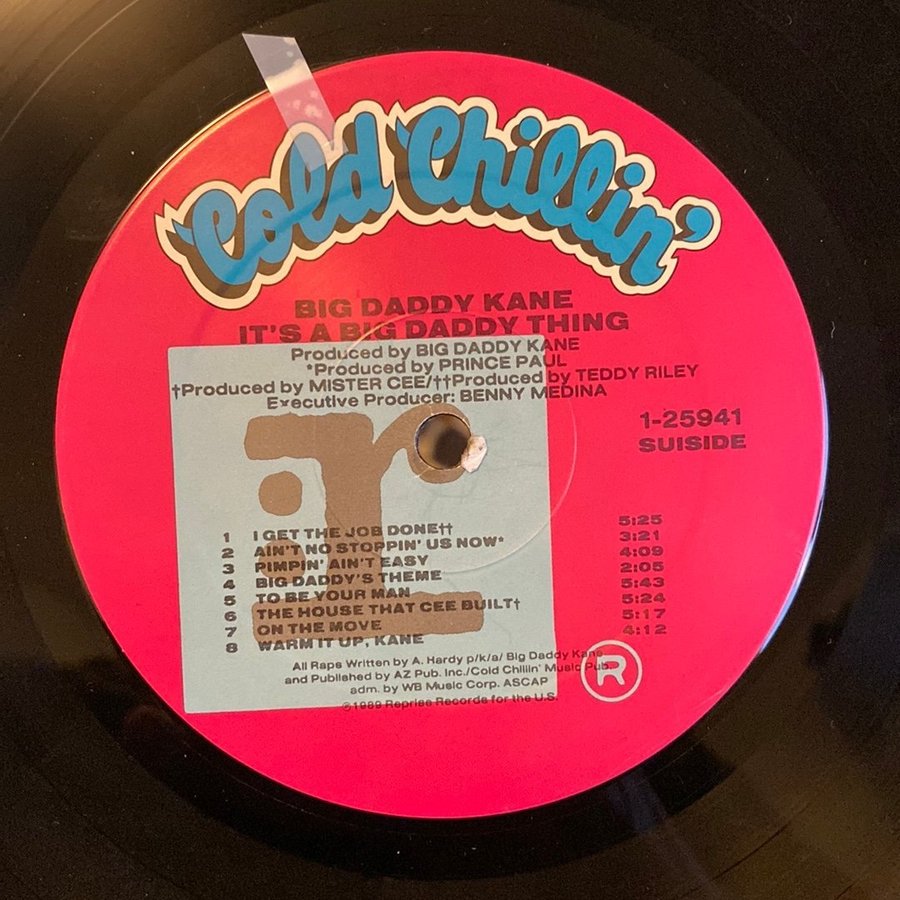 'Cold Chillin'
BIG DADDY KANE
IT'S A BIG DADDY THING
Produced by BIG DADDY KANE
*Produced by PRINCE PAUL
†Produced by MISTER CEE/††Produced by TEDDY RILEY
Executive Producer: BENNY MEDINA
1-25941
SUISIDE
r:
1 I GET THE JOB DONE†† 5:25
2 AIN'T NO STOPPIN' US NOW* 3:21
3 PIMPIN' AIN'T EASY 4:09
4 BIG DADDY'S THEME 2:05
5 TO BE YOUR MAN 5:43
6 THE HOUSE THAT CEE BUILT† 5:24
7 ON THE MOVE 5:17
8 WARM IT UP, KANE 4:12
All Raps Written by A. Hardy p/k/a/ Big Daddy Kane
and Published by AZ Pub. Inc./Cold Chillin' Music Pub.
adm. by WB Music Corp. ASCAP
©1989 Reprise Records for the U.S.
R